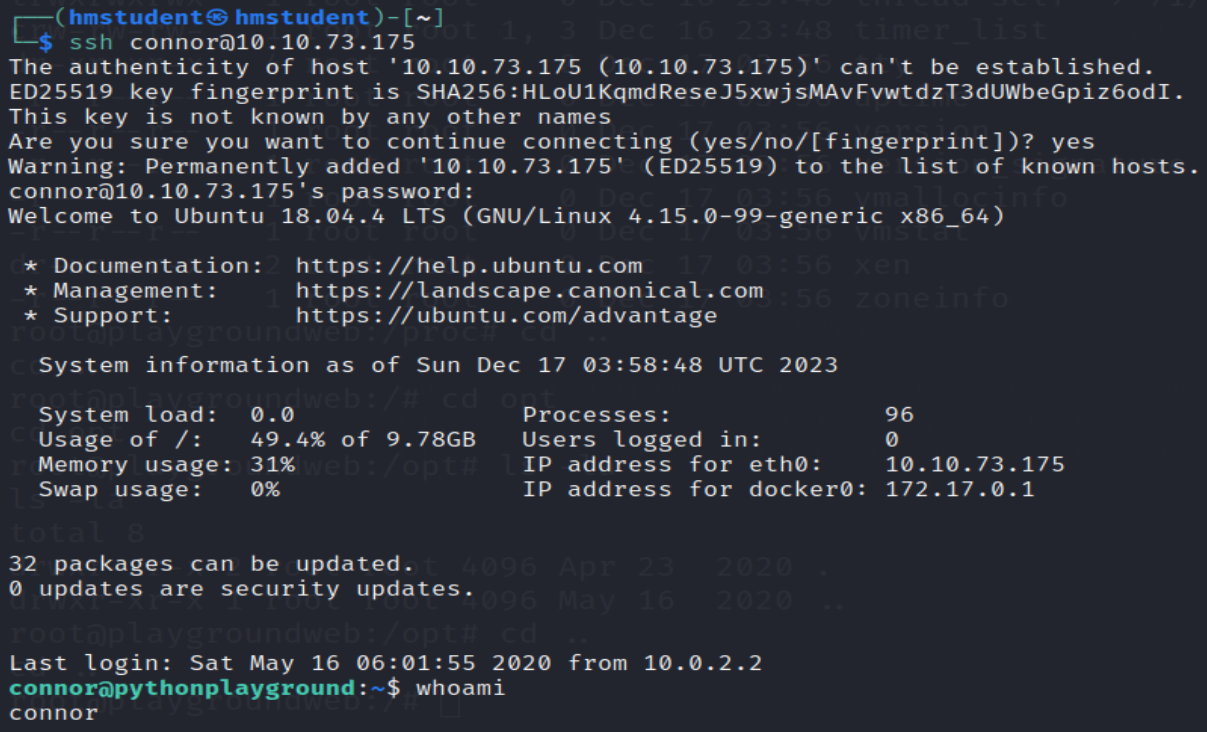 ┌──(hmstudent㉿hmstudent)-[~]
└─$ ssh connor@10.10.73.175
The authenticity of host '10.10.73.175 (10.10.73.175)' can't be established.
ED25519 key fingerprint is SHA256:HLoU1KqmdReseJ5xwjsMAvFvwtdzT3dUWbeGpiz6odI.
This key is not known by any other names
Are you sure you want to continue connecting (yes/no/[fingerprint])? yes
Warning: Permanently added '10.10.73.175' (ED25519) to the list of known hosts.
connor@10.10.73.175's password:
Welcome to Ubuntu 18.04.4 LTS (GNU/Linux 4.15.0-99-generic x86_64)
* Documentation:  https://help.ubuntu.com
* Management:     https://landscape.canonical.com
* Support:        https://ubuntu.com/advantage
System information as of Sun Dec 17 03:58:48 UTC 2023
System load:  0.0                Processes:              96
Usage of /:   49.4% of 9.78GB   Users logged in:        0
Memory usage: 31%                IP address for eth0:    10.10.73.175
Swap usage:   0%                 IP address for docker0: 172.17.0.1
32 packages can be updated.
0 updates are security updates.
Last login: Sat May 16 06:01:55 2020 from 10.0.2.2
connor@pythonplayground:~$ whoami
connor